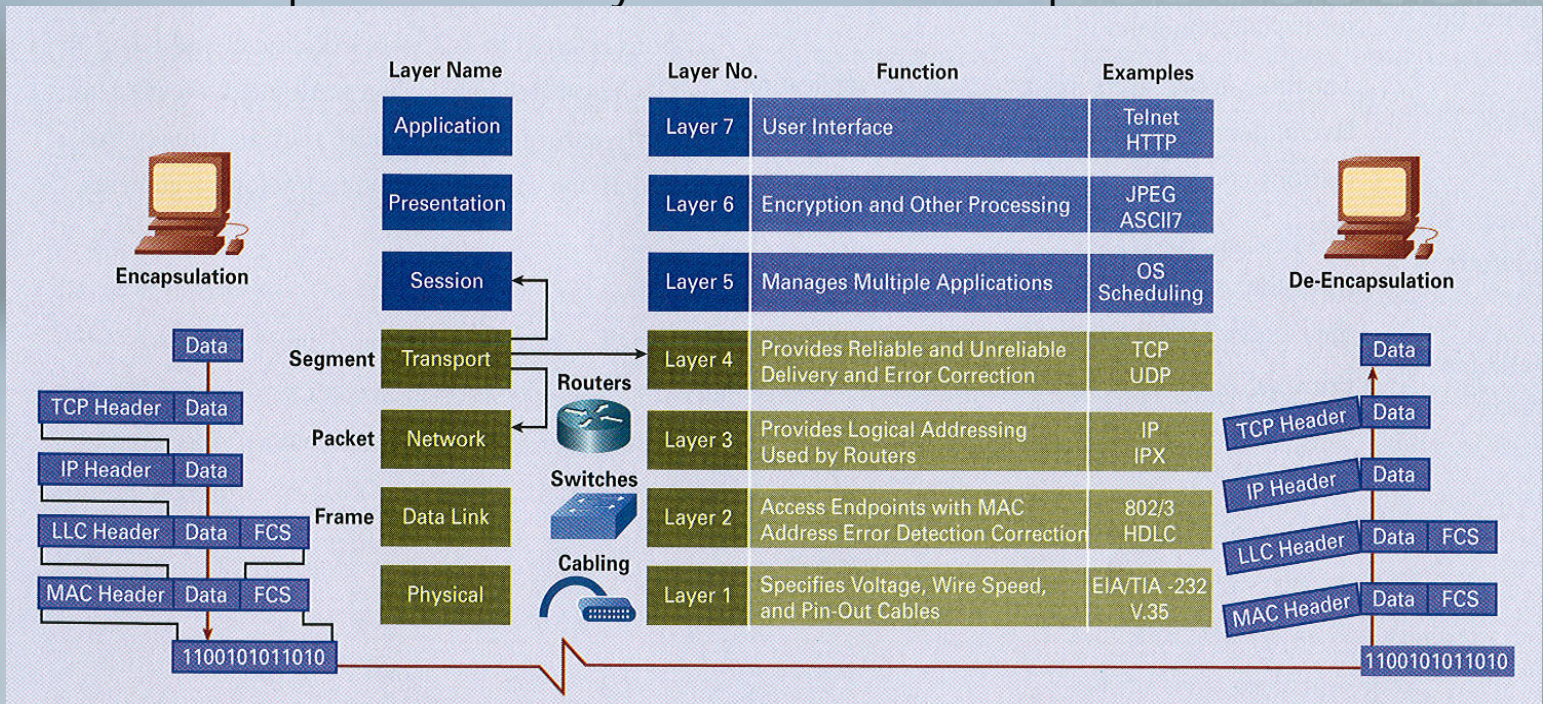 Layer Name Layer No. Function Examples
Application Layer 7 User Interface Telnet
HTTP
Presentation Layer 6 Encryption and Other Processing JPEG
ASCII7
Session Layer 5 Manages Multiple Applications OS
Scheduling
Segment Transport Layer 4 Provides Reliable and Unreliable
Delivery and Error Correction TCP
UDP
Routers
Packet Network Layer 3 Provides Logical Addressing
Used by Routers IP
IPX
Switches
Frame Data Link Layer 2 Access Endpoints with MAC
Address Error Detection Correction 802/3
HDLC
Cabling
Physical Layer 1 Specifies Voltage, Wire Speed,
and Pin-Out Cables EIA/TIA -232
V.35
Encapsulation
Data
TCP Header Data
IP Header Data
LLC Header Data FCS
MAC Header Data FCS
1100101011010
De-Encapsulation
Data
TCP Header Data
IP Header Data
LLC Header Data FCS
MAC Header Data FCS
1100101011010